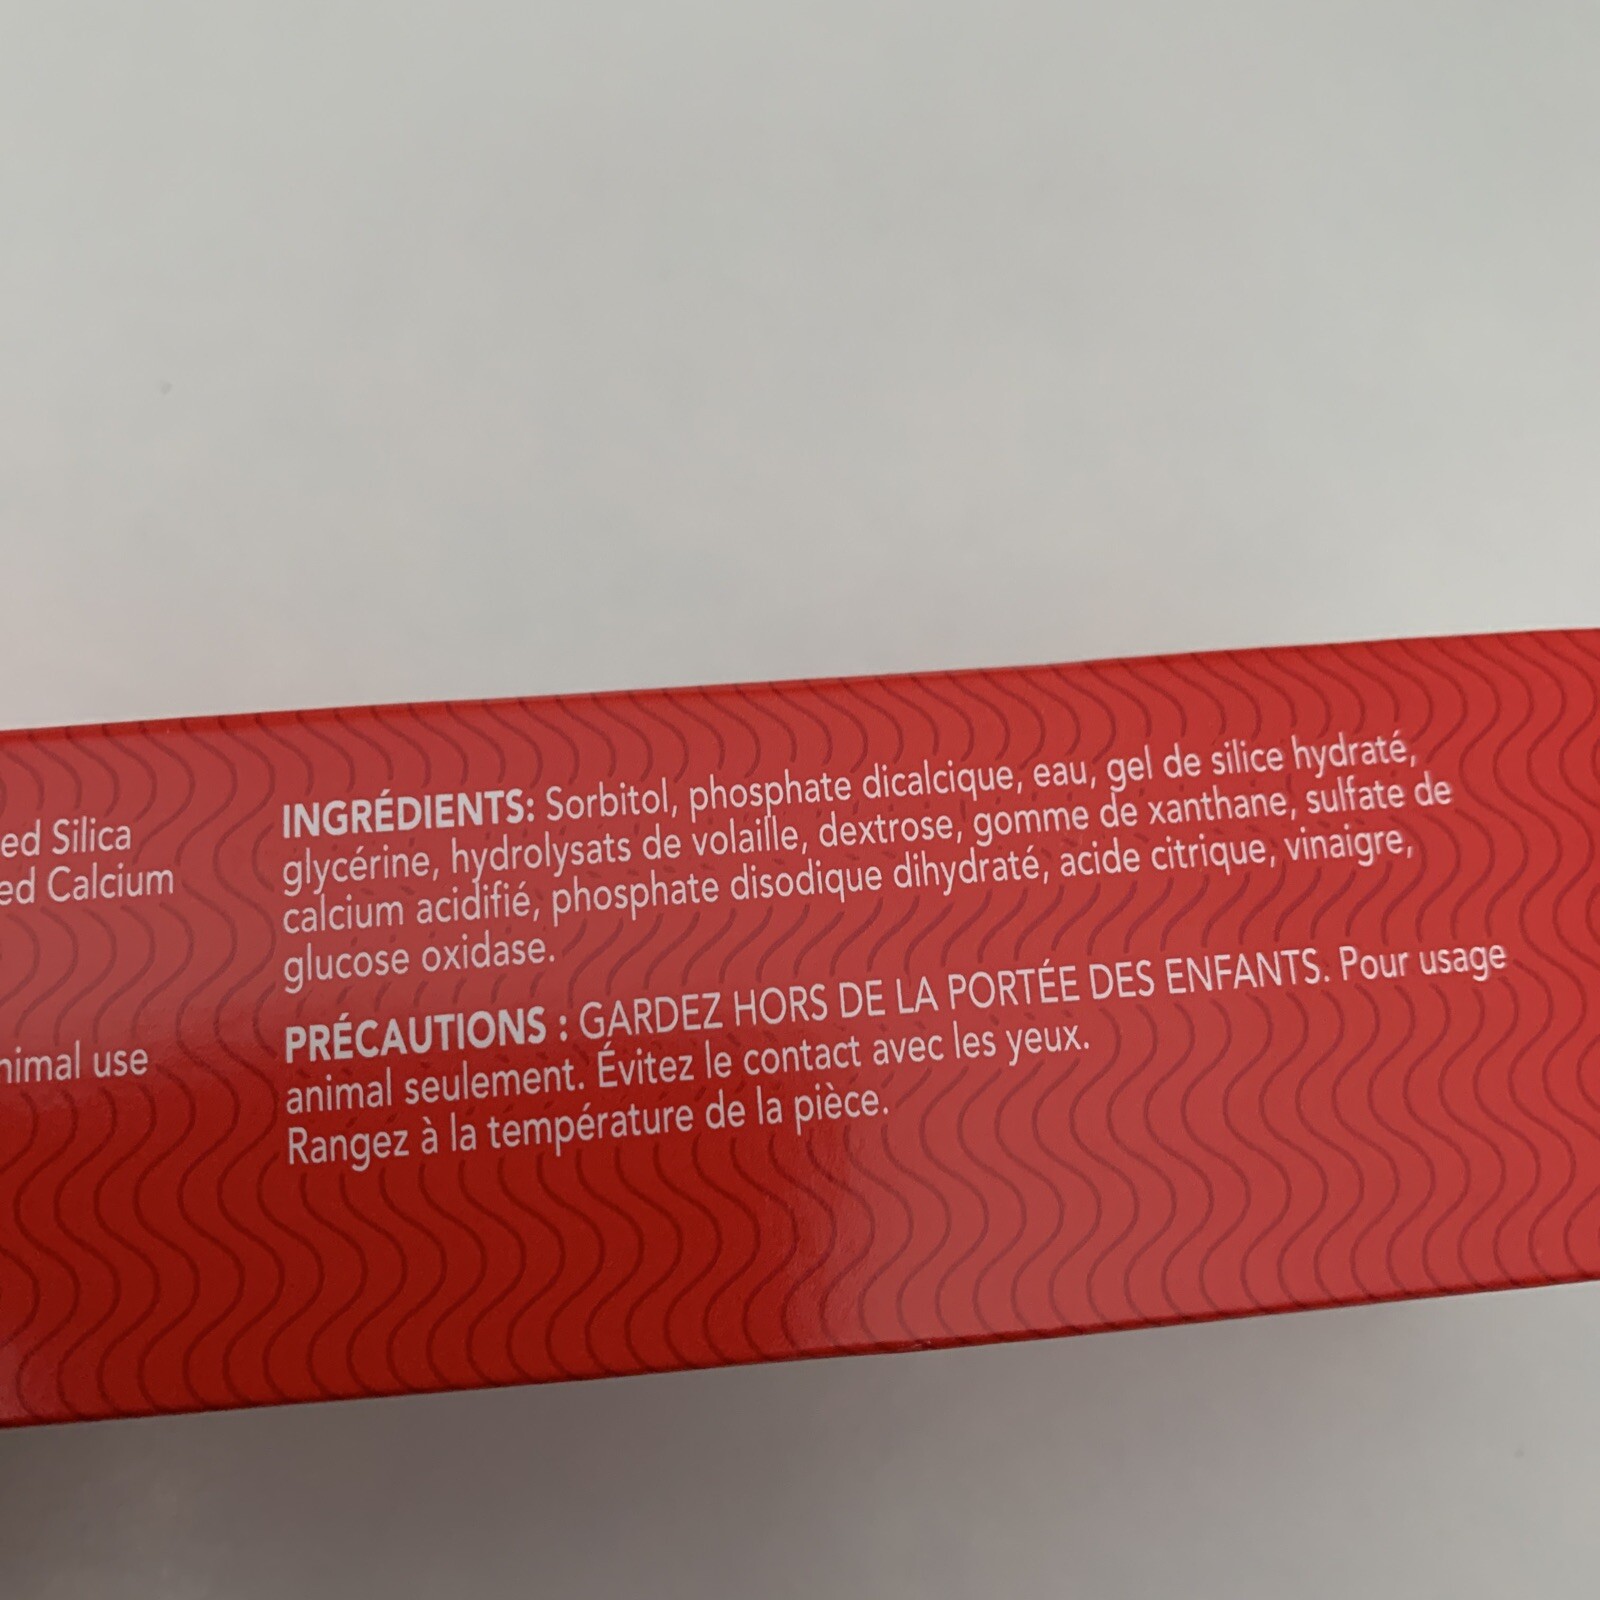 ed Silica
ed Calcium
nimal use
INGRÉDIENTS: Sorbitol, phosphate dicalcique, eau, gel de silice hydraté,
glycérine, hydrolysats de volaille, dextrose, gomme de xanthane, sulfate de
calcium acidifié, phosphate disodique dihydraté, acide citrique, vinaigre,
glucose oxidase.
PRÉCAUTIONS : GARDEZ HORS DE LA PORTÉE DES ENFANTS. Pour usage
animal seulement. Évitez le contact avec les yeux.
Rangez à la température de la pièce.